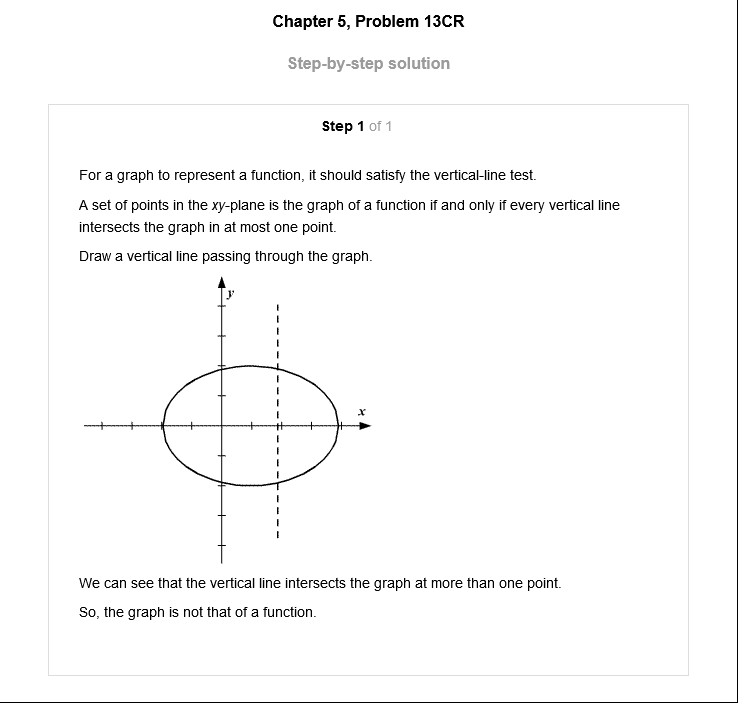 Chapter 5, Problem 13CR
Step-by-step solution
Step 1 of 1
For a graph to represent a function, it should satisfy the vertical-line test.
A set of points in the xy-plane is the graph of a function if and only if every vertical line
intersects the graph in at most one point.
Draw a vertical line passing through the graph.
y
x
We can see that the vertical line intersects the graph at more than one point.
So, the graph is not that of a function.